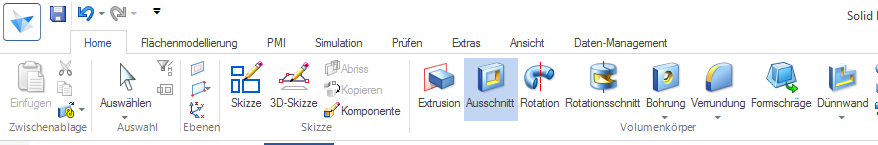 Solid
Home Flächenmodellierung PMI Simulation Prüfen Extras Ansicht Daten-Management
Einfügen
Auswählen
Skizze 3D-Skizze
Abriss
Kopieren
Komponente
Extrusion Ausschnitt Rotation Rotationsschnitt Bohrung Verrundung Formschräge Dünnwand
Zwischenablage Auswahl Ebenen Skizze Volumenkörper